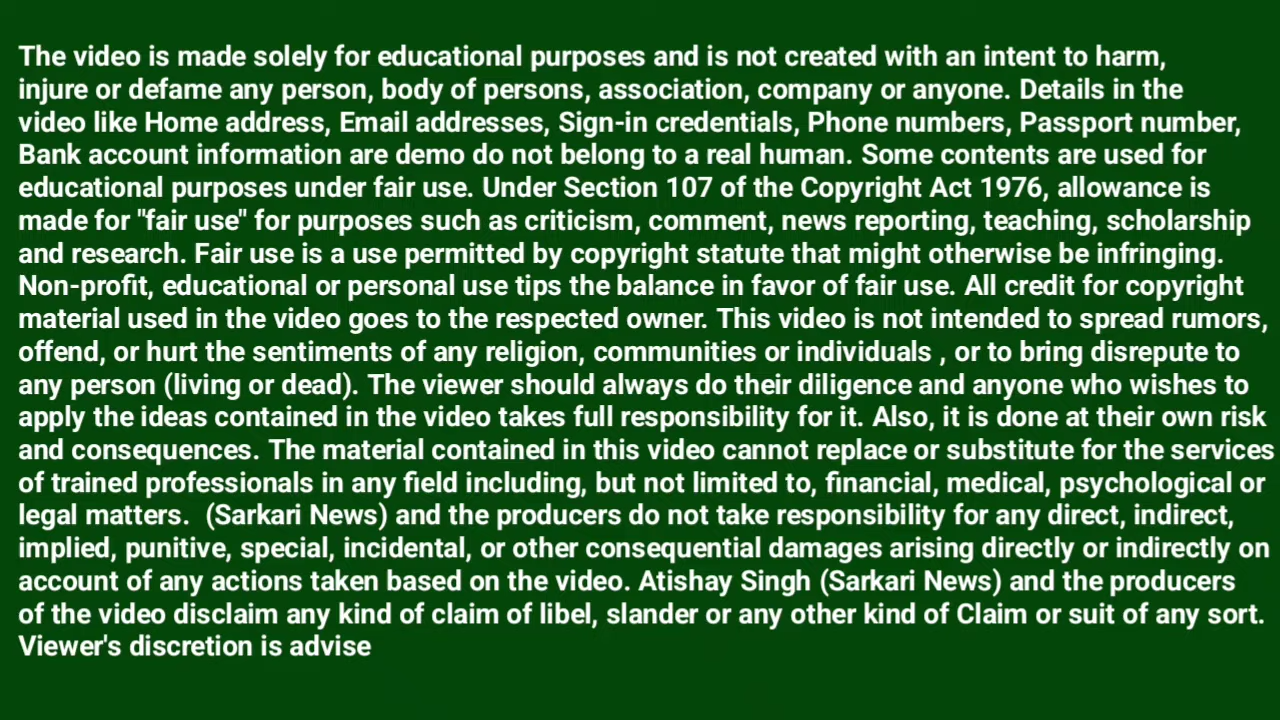 The video is made solely for educational purposes and is not created with an intent to harm,
injure or defame any person, body of persons, association, company or anyone. Details in the
video like Home address, Email addresses, Sign-in credentials, Phone numbers, Passport number,
Bank account information are demo do not belong to a real human. Some contents are used for
educational purposes under fair use. Under Section 107 of the Copyright Act 1976, allowance is
made for "fair use" for purposes such as criticism, comment, news reporting, teaching, scholarship
and research. Fair use is a use permitted by copyright statute that might otherwise be infringing.
Non-profit, educational or personal use tips the balance in favor of fair use. All credit for copyright
material used in the video goes to the respected owner. This video is not intended to spread rumors,
offend, or hurt the sentiments of any religion, communities or individuals , or to bring disrepute to
any person (living or dead). The viewer should always do their diligence and anyone who wishes to
apply the ideas contained in the video takes full responsibility for it. Also, it is done at their own risk
and consequences. The material contained in this video cannot replace or substitute for the services
of trained professionals in any field including, but not limited to, financial, medical, psychological or
legal matters.  (Sarkari News) and the producers do not take responsibility for any direct, indirect,
implied, punitive, special, incidental, or other consequential damages arising directly or indirectly on
account of any actions taken based on the video. Atishay Singh (Sarkari News) and the producers
of the video disclaim any kind of claim of libel, slander or any other kind of Claim or suit of any sort.
Viewer's discretion is advise